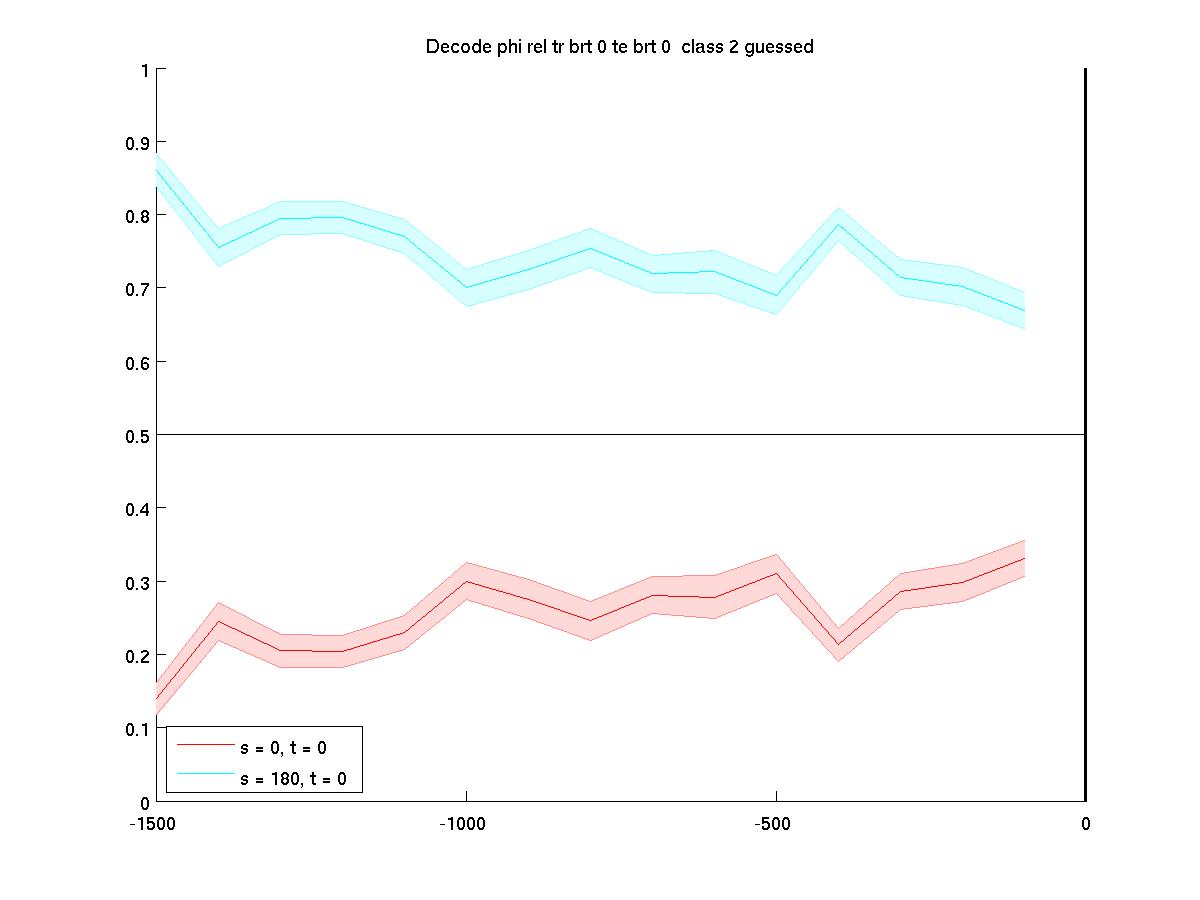 Decode phi rel tr brt 0 te brt 0  class 2 guessed
1
0.9
0.8
0.7
0.6
0.5
0.4
0.3
0.2
0.1
0
s = 0, t = 0
s = 180, t = 0
-1500 -1000 -500 0